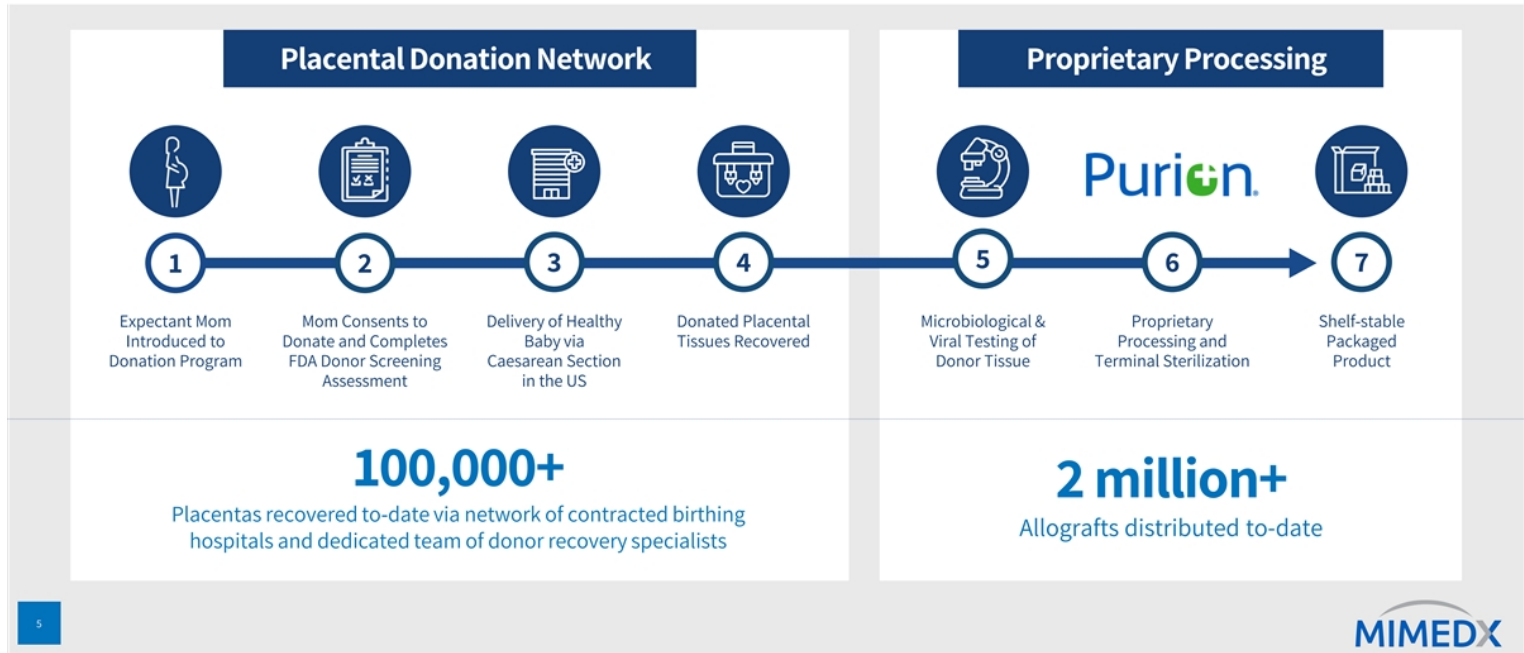 Placental Donation Network
1
2
3
4
Expectant Mom
Introduced to
Donation Program
Mom Consents to
Donate and Completes
FDA Donor Screening
Assessment
Delivery of Healthy
Baby via
Caesarean Section
in the US
Donated Placental
Tissues Recovered
100,000+
Placentas recovered to-date via network of contracted birthing
hospitals and dedicated team of donor recovery specialists
Proprietary Processing
Purion®
5
6
7
Microbiological &
Viral Testing of
Donor Tissue
Proprietary
Processing and
Terminal Sterilization
Shelf-stable
Packaged
Product
2 million+
Allografts distributed to-date
5
MIMEDX